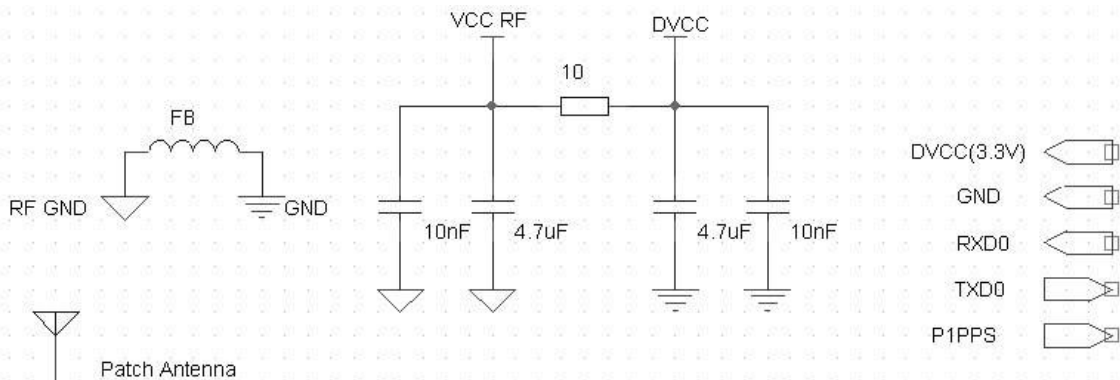 VCC RF
DVCC
10
FB
RF GND
GND
10nF
4.7uF
4.7uF
10nF
DVCC(3.3V)
GND
RXD0
TXD0
P1PPS
Patch Antenna